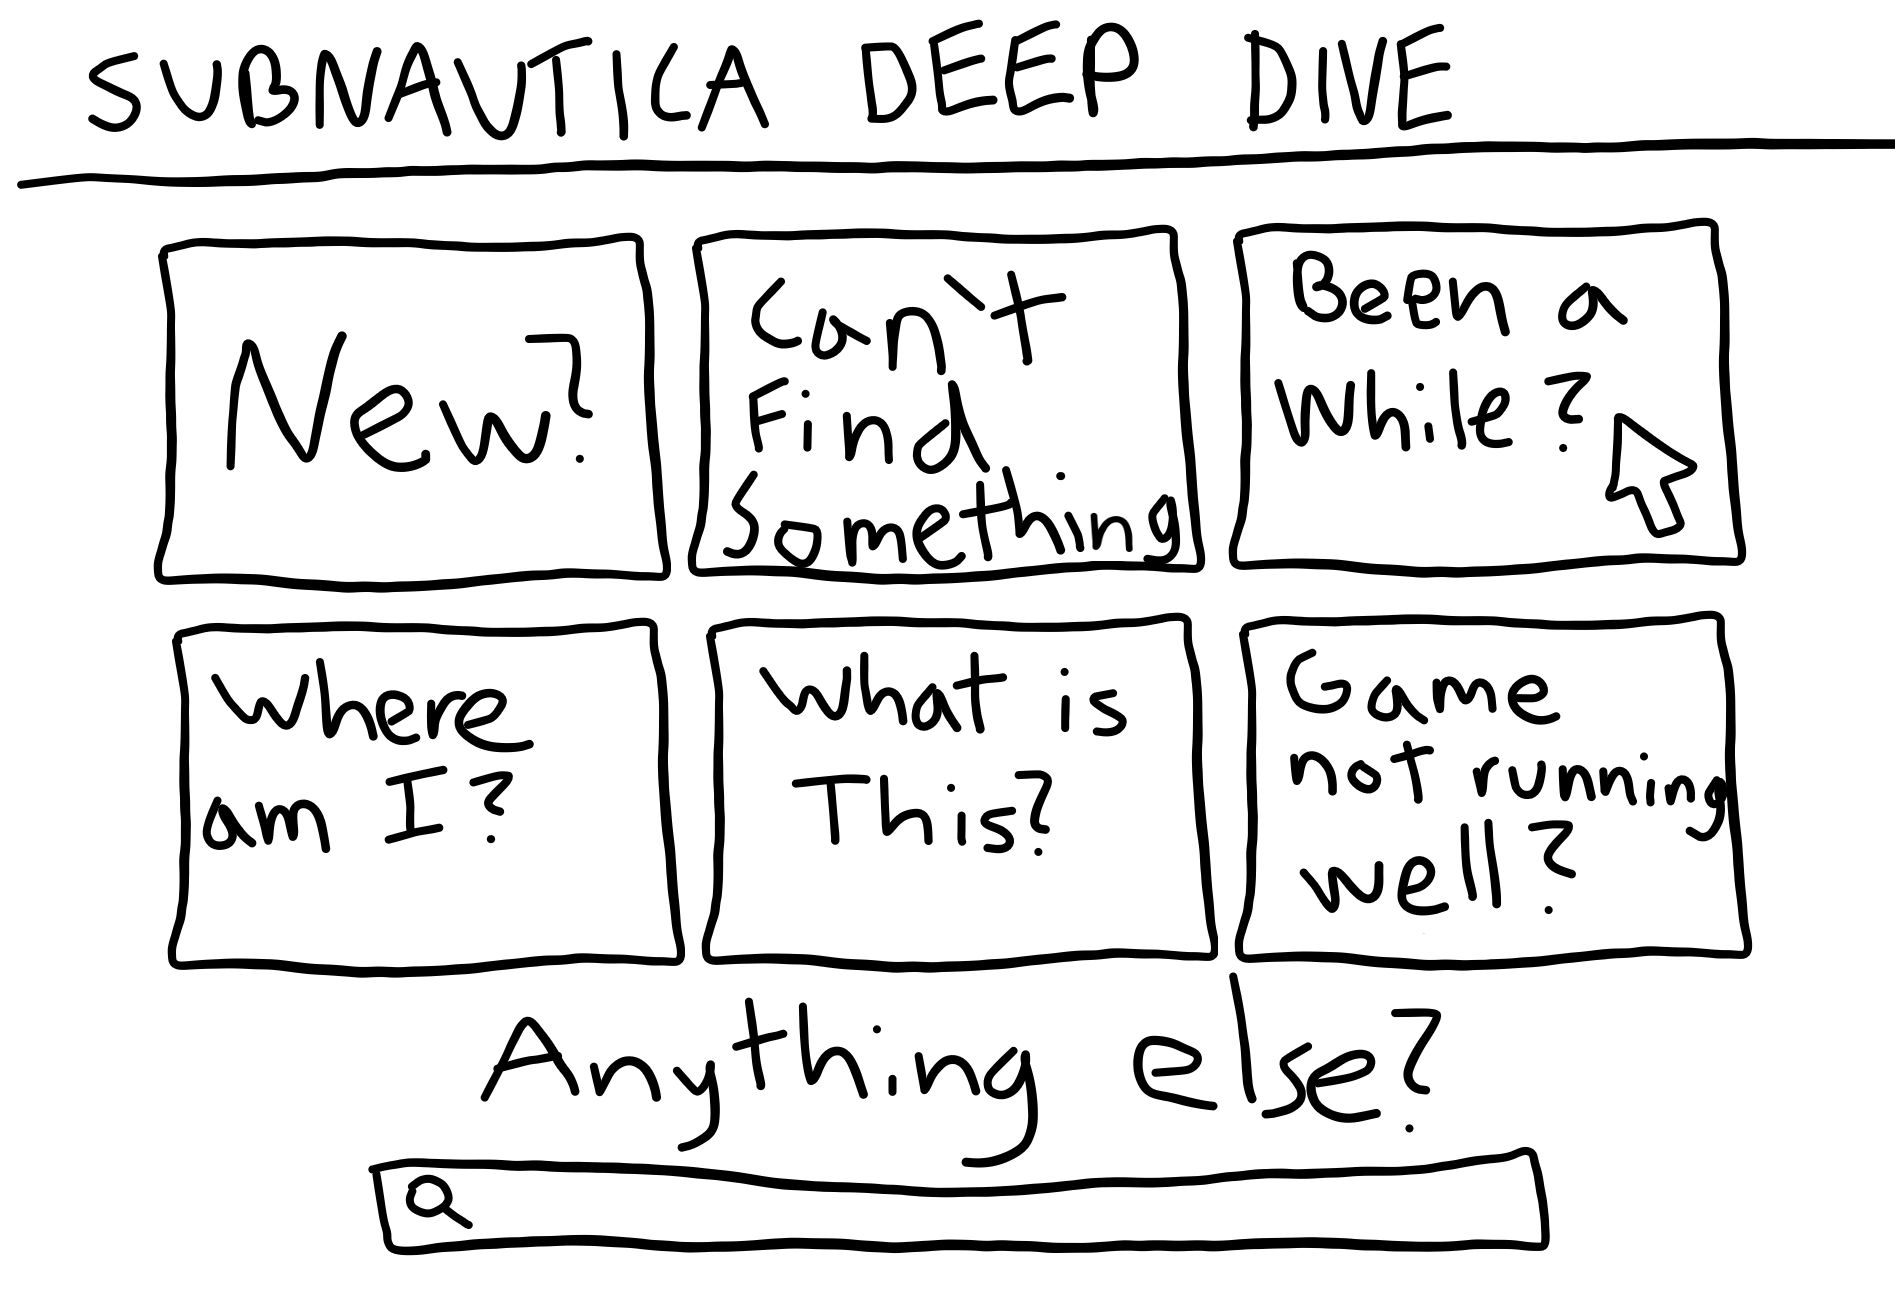 SUBNAUTICA DEEP DIVE
New?
Can't
Find
Something
Been a
While?
Where
am I?
What is
This?
Game
not running
well?
Anything else?